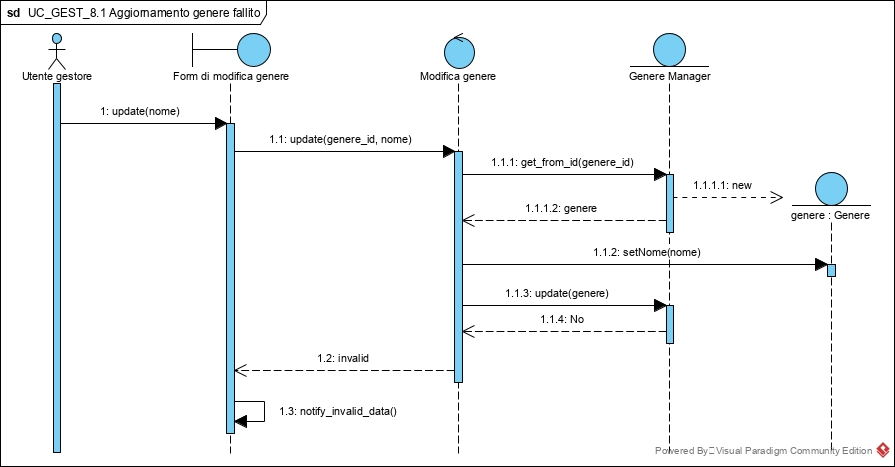 sd UC_GEST_8.1 Aggiornamento genere fallito
Utente gestore
Form di modifica genere
Modifica genere
Genere Manager
1: update(nome)
1.1: update(genere_id, nome)
1.1.1: get_from_id(genere_id)
1.1.1.1: new
1.1.1.2: genere
genere : Genere
1.1.2: setNome(nome)
1.1.3: update(genere)
1.1.4: No
1.2: invalid
1.3: notify_invalid_data()
Powered By Visual Paradigm Community Edition